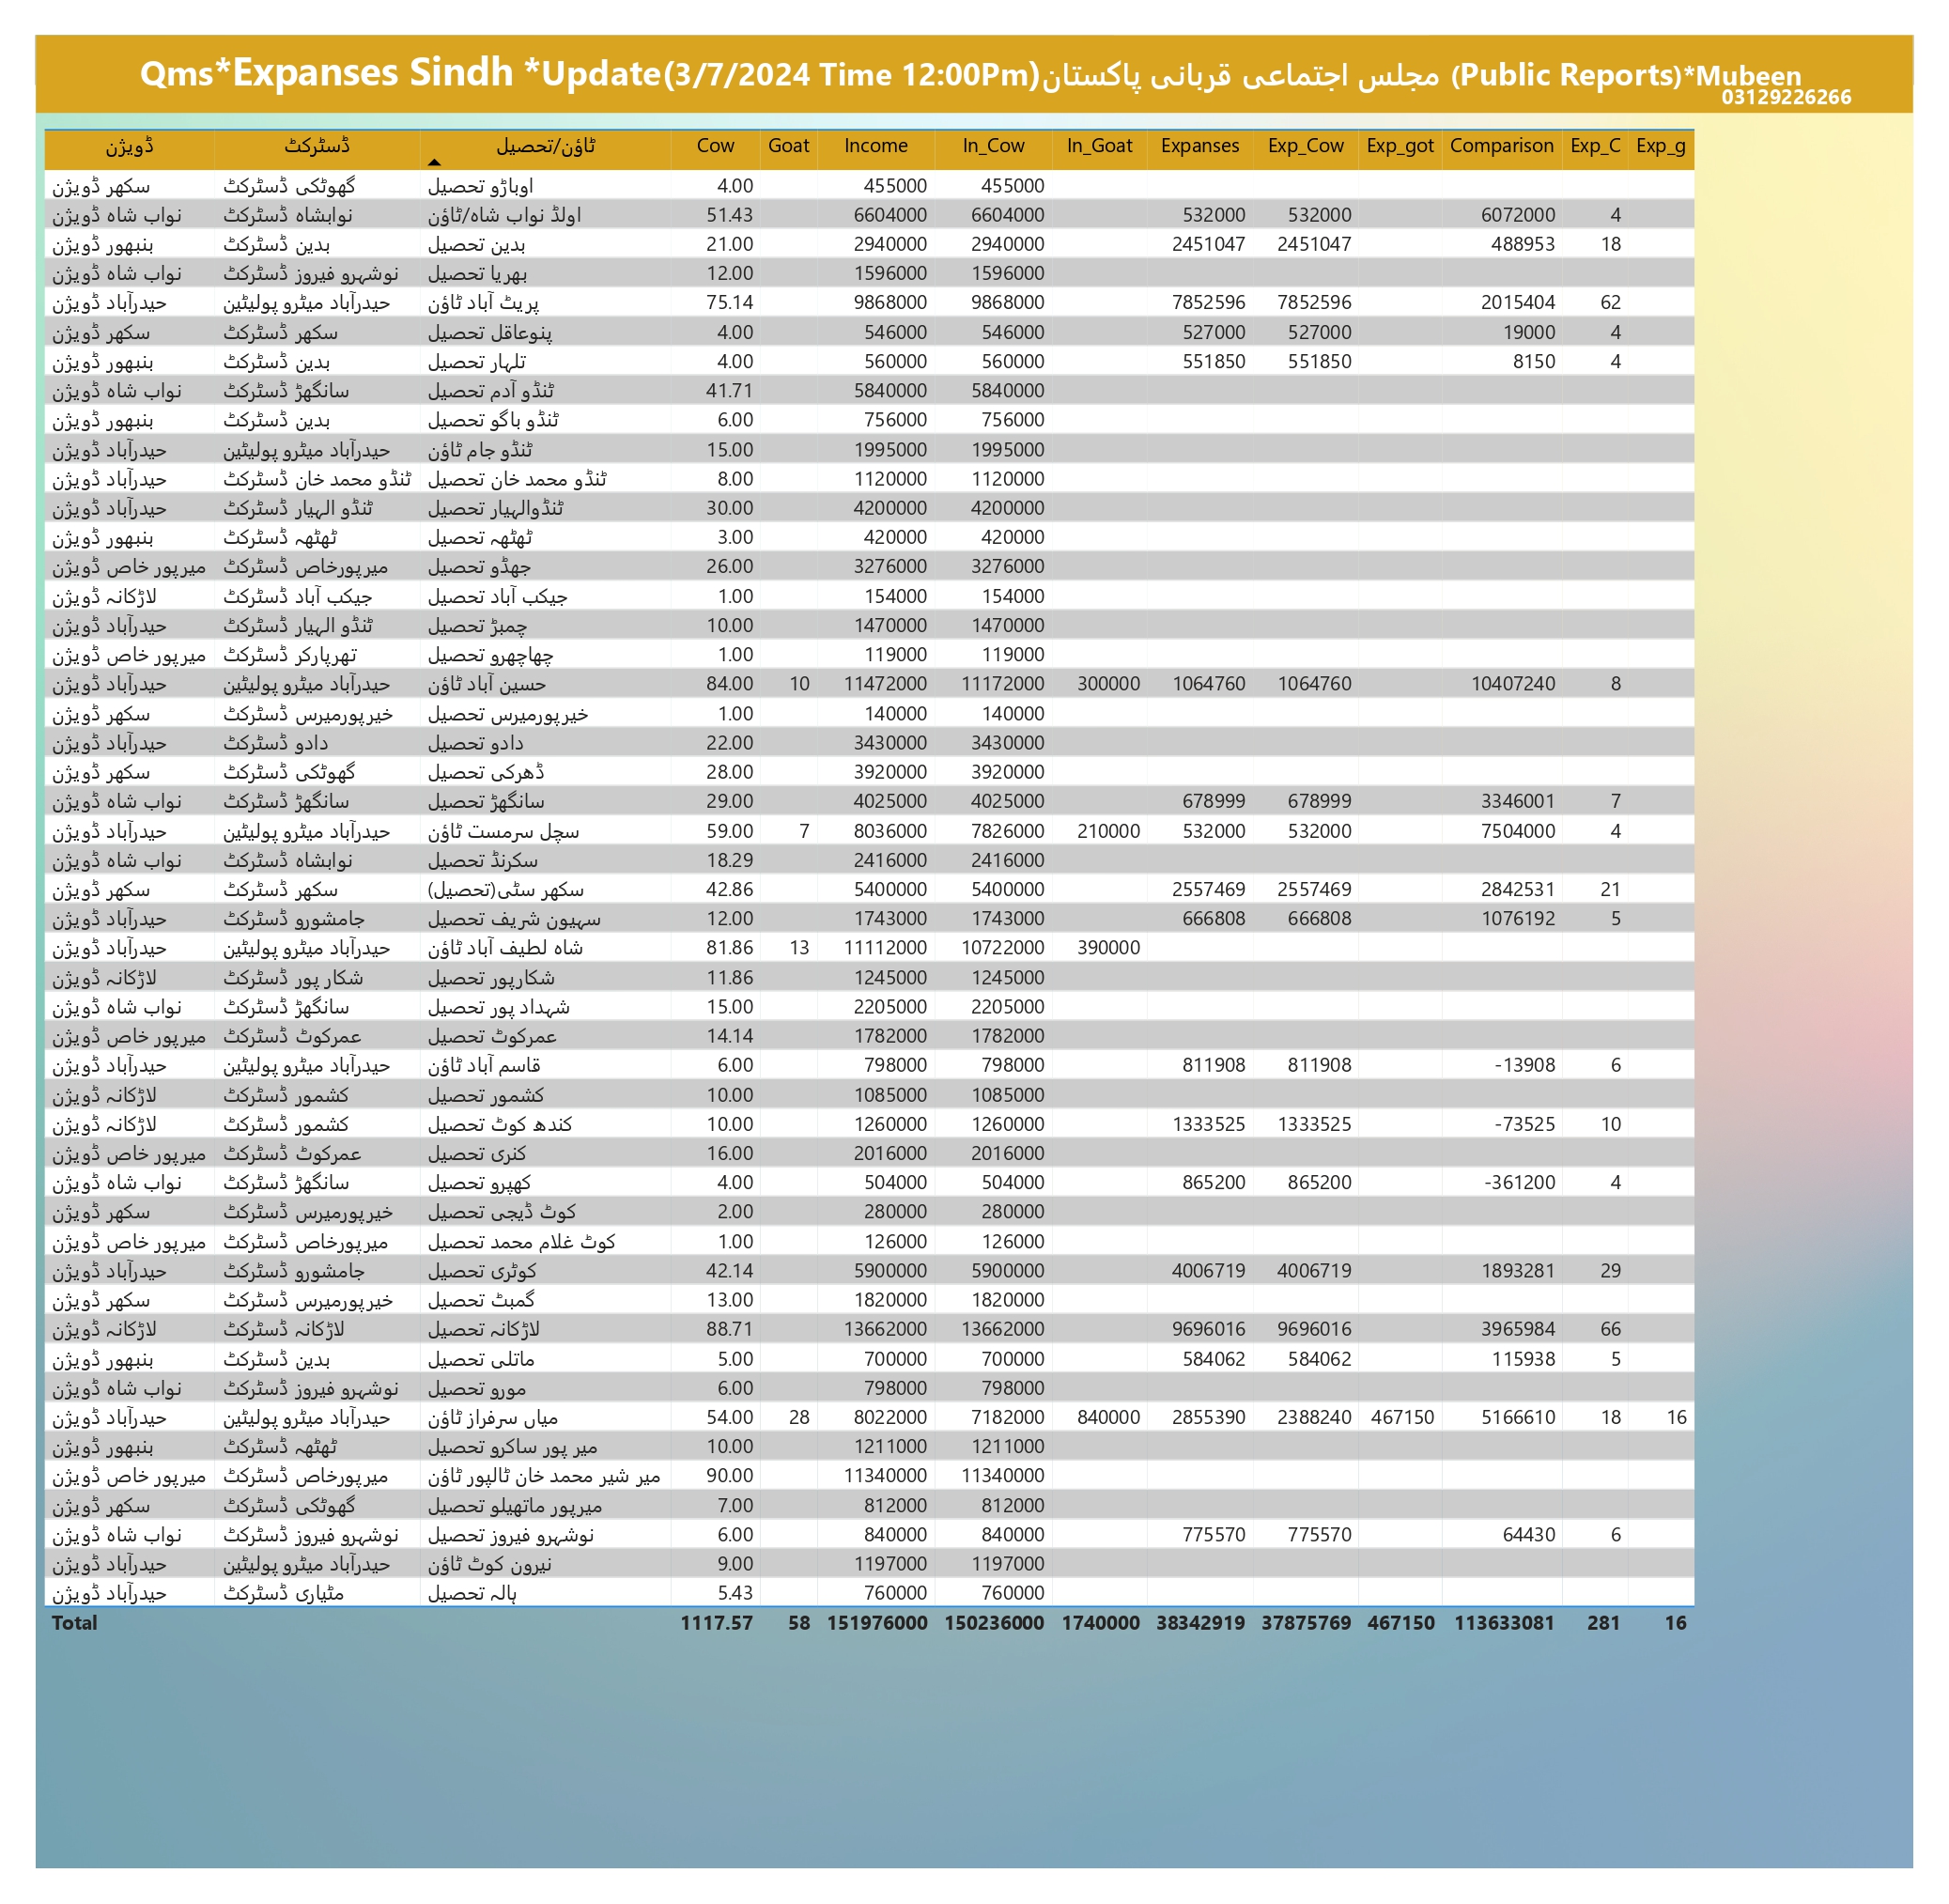 Qms*Expanses Sindh *Update(3/7/2024 Time 12:00Pm)مجلس اجتماعی قربانی پاکستان (Public Reports)*Mubeen
03129226266
ڈویژن ڈسٹرکٹ ٹاؤن/تحصیل Cow Goat Income In_Cow In_Goat Expanses Exp_Cow Exp_got Comparison Exp_C Exp_g
سکھر ڈویژن گھوٹکی ڈسٹرکٹ اوباڑو تحصیل 4.00 455000 455000
نواب شاہ ڈویژن نوابشاہ ڈسٹرکٹ اولڈ نواب شاہ/ٹاؤن 51.43 6604000 6604000 532000 532000 6072000 4
بنبھور ڈویژن بدین ڈسٹرکٹ بدین تحصیل 21.00 2940000 2940000 2451047 2451047 488953 18
نواب شاہ ڈویژن نوشہرو فیروز ڈسٹرکٹ بھریا تحصیل 12.00 1596000 1596000
حیدرآباد ڈویژن حیدرآباد میٹرو پولیٹین پریٹ آباد ٹاؤن 75.14 9868000 9868000 7852596 7852596 2015404 62
سکھر ڈویژن سکھر ڈسٹرکٹ پنوعاقل تحصیل 4.00 546000 546000 527000 527000 19000 4
بنبھور ڈویژن بدین ڈسٹرکٹ تلہار تحصیل 4.00 560000 560000 551850 551850 8150 4
نواب شاہ ڈویژن سانگھڑ ڈسٹرکٹ ٹنڈو آدم تحصیل 41.71 5840000 5840000
بنبھور ڈویژن بدین ڈسٹرکٹ ٹنڈو باگو تحصیل 6.00 756000 756000
حیدرآباد ڈویژن حیدرآباد میٹرو پولیٹین ٹنڈو جام ٹاؤن 15.00 1995000 1995000
حیدرآباد ڈویژن ٹنڈو محمد خان ڈسٹرکٹ ٹنڈو محمد خان تحصیل 8.00 1120000 1120000
حیدرآباد ڈویژن ٹنڈو الہیار ڈسٹرکٹ ٹنڈوالہیار تحصیل 30.00 4200000 4200000
بنبھور ڈویژن ٹھٹھہ ڈسٹرکٹ ٹھٹھہ تحصیل 3.00 420000 420000
میرپور خاص ڈویژن میرپورخاص ڈسٹرکٹ جھڈو تحصیل 26.00 3276000 3276000
لاڑکانہ ڈویژن جیکب آباد ڈسٹرکٹ جیکب آباد تحصیل 1.00 154000 154000
حیدرآباد ڈویژن ٹنڈو الہیار ڈسٹرکٹ چمبڑ تحصیل 10.00 1470000 1470000
میرپور خاص ڈویژن تھرپارکر ڈسٹرکٹ چھاچھرو تحصیل 1.00 119000 119000
حیدرآباد ڈویژن حیدرآباد میٹرو پولیٹین حسین آباد ٹاؤن 84.00 10 11472000 11172000 300000 1064760 1064760 10407240 8
سکھر ڈویژن خیرپورمیرس ڈسٹرکٹ خیرپورمیرس تحصیل 1.00 140000 140000
حیدرآباد ڈویژن دادو ڈسٹرکٹ دادو تحصیل 22.00 3430000 3430000
سکھر ڈویژن گھوٹکی ڈسٹرکٹ ڈھرکی تحصیل 28.00 3920000 3920000
نواب شاہ ڈویژن سانگھڑ ڈسٹرکٹ سانگھڑ تحصیل 29.00 4025000 4025000 678999 678999 3346001 7
حیدرآباد ڈویژن حیدرآباد میٹرو پولیٹین سچل سرمست ٹاؤن 59.00 7 8036000 7826000 210000 532000 532000 7504000 4
نواب شاہ ڈویژن نوابشاہ ڈسٹرکٹ سکرنڈ تحصیل 18.29 2416000 2416000
سکھر ڈویژن سکھر ڈسٹرکٹ سکھر سٹی(تحصیل) 42.86 5400000 5400000 2557469 2557469 2842531 21
حیدرآباد ڈویژن جامشورو ڈسٹرکٹ سہیون شریف تحصیل 12.00 1743000 1743000 666808 666808 1076192 5
حیدرآباد ڈویژن حیدرآباد میٹرو پولیٹین شاہ لطیف آباد ٹاؤن 81.86 13 11112000 10722000 390000
لاڑکانہ ڈویژن شکار پور ڈسٹرکٹ شکارپور تحصیل 11.86 1245000 1245000
نواب شاہ ڈویژن سانگھڑ ڈسٹرکٹ شہداد پور تحصیل 15.00 2205000 2205000
میرپور خاص ڈویژن عمرکوٹ ڈسٹرکٹ عمرکوٹ تحصیل 14.14 1782000 1782000
حیدرآباد ڈویژن حیدرآباد میٹرو پولیٹین قاسم آباد ٹاؤن 6.00 798000 798000 811908 811908 -13908 6
لاڑکانہ ڈویژن کشمور ڈسٹرکٹ کشمور تحصیل 10.00 1085000 1085000
لاڑکانہ ڈویژن کشمور ڈسٹرکٹ کندھ کوٹ تحصیل 10.00 1260000 1260000 1333525 1333525 -73525 10
میرپور خاص ڈویژن عمرکوٹ ڈسٹرکٹ کنری تحصیل 16.00 2016000 2016000
نواب شاہ ڈویژن سانگھڑ ڈسٹرکٹ کھپرو تحصیل 4.00 504000 504000 865200 865200 -361200 4
سکھر ڈویژن خیرپورمیرس ڈسٹرکٹ کوٹ ڈیجی تحصیل 2.00 280000 280000
میرپور خاص ڈویژن میرپورخاص ڈسٹرکٹ کوٹ غلام محمد تحصیل 1.00 126000 126000
حیدرآباد ڈویژن جامشورو ڈسٹرکٹ کوٹری تحصیل 42.14 5900000 5900000 4006719 4006719 1893281 29
سکھر ڈویژن خیرپورمیرس ڈسٹرکٹ گمبٹ تحصیل 13.00 1820000 1820000
لاڑکانہ ڈویژن لاڑکانہ ڈسٹرکٹ لاڑکانہ تحصیل 88.71 13662000 13662000 9696016 9696016 3965984 66
بنبھور ڈویژن بدین ڈسٹرکٹ ماتلی تحصیل 5.00 700000 700000 584062 584062 115938 5
نواب شاہ ڈویژن نوشہرو فیروز ڈسٹرکٹ مورو تحصیل 6.00 798000 798000
حیدرآباد ڈویژن حیدرآباد میٹرو پولیٹین میاں سرفراز ٹاؤن 54.00 28 8022000 7182000 840000 2855390 2388240 467150 5166610 18 16
بنبھور ڈویژن ٹھٹھہ ڈسٹرکٹ میر پور ساکرو تحصیل 10.00 1211000 1211000
میرپور خاص ڈویژن میرپورخاص ڈسٹرکٹ میر شیر محمد خان ٹالپور ٹاؤن 90.00 11340000 11340000
سکھر ڈویژن گھوٹکی ڈسٹرکٹ میرپور ماتھیلو تحصیل 7.00 812000 812000
نواب شاہ ڈویژن نوشہرو فیروز ڈسٹرکٹ نوشہرو فیروز تحصیل 6.00 840000 840000 775570 775570 64430 6
حیدرآباد ڈویژن حیدرآباد میٹرو پولیٹین نیرون کوٹ ٹاؤن 9.00 1197000 1197000
حیدرآباد ڈویژن مٹیاری ڈسٹرکٹ ہالہ تحصیل 5.43 760000 760000
Total 1117.57 58 151976000 150236000 1740000 38342919 37875769 467150 113633081 281 16